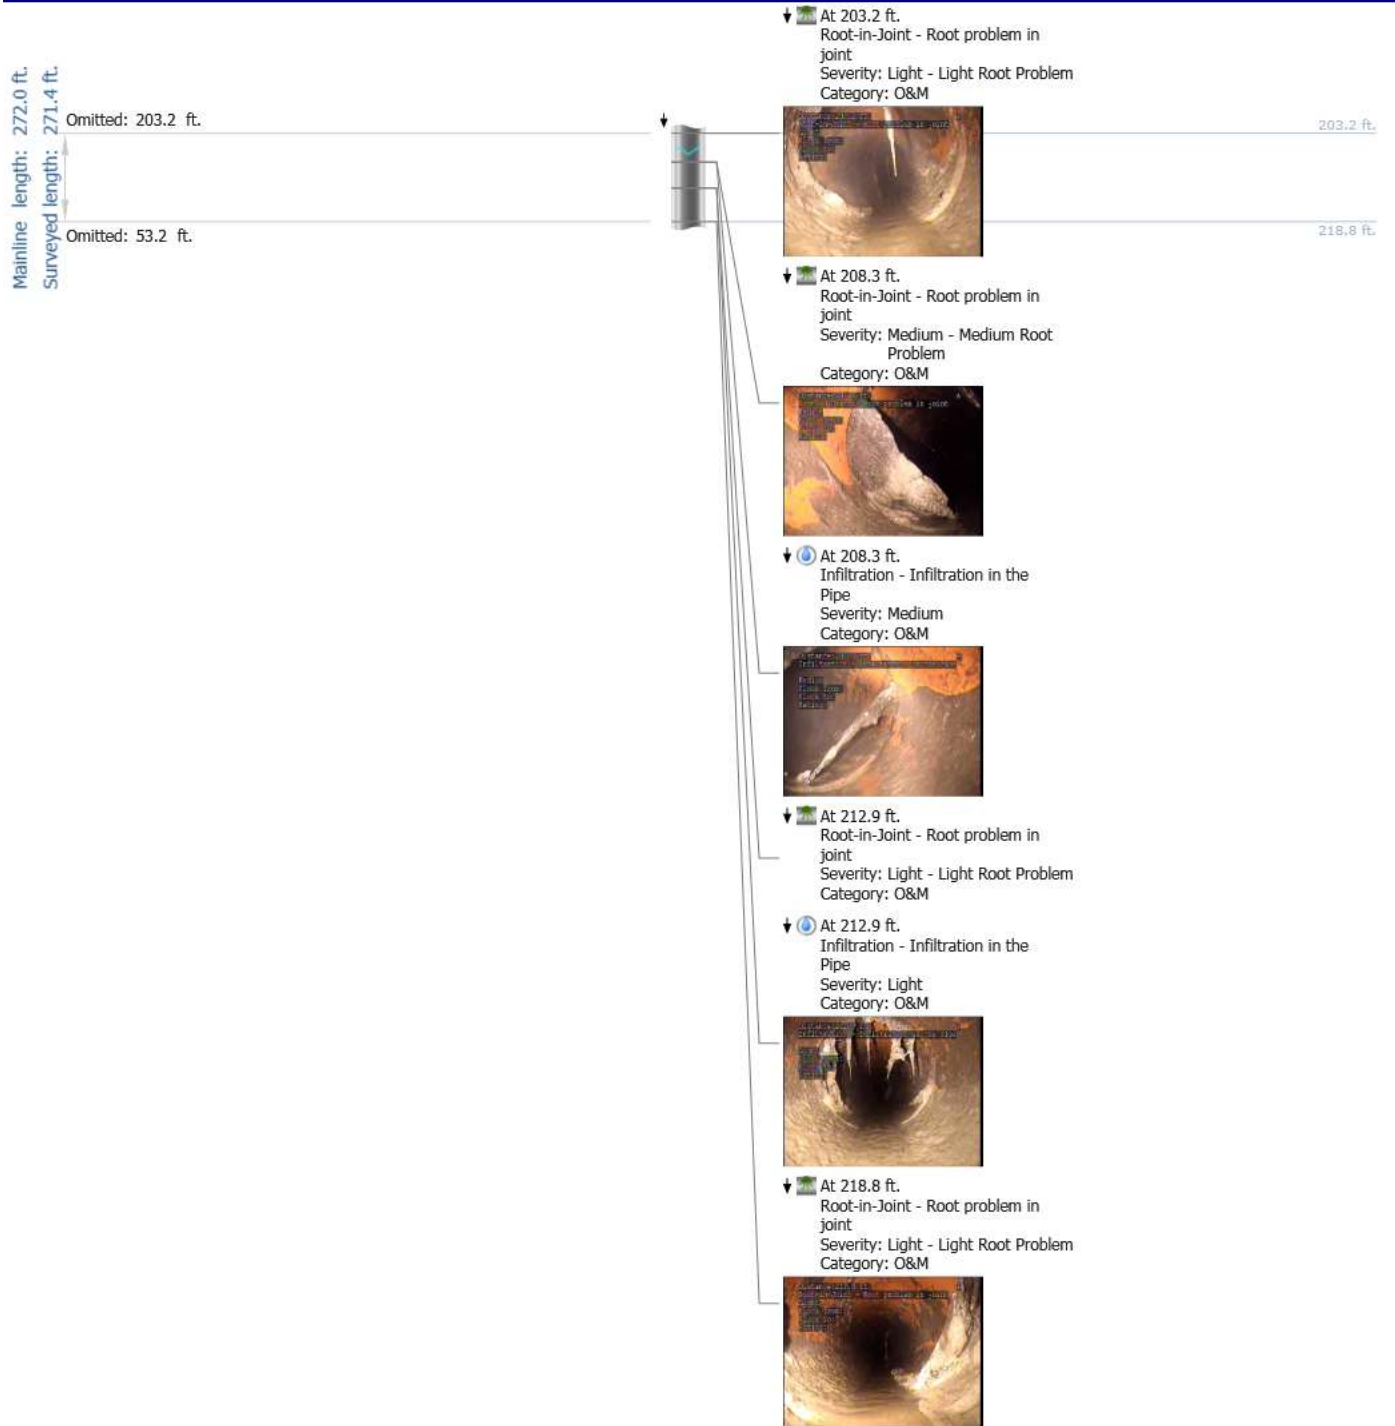 At 203.2 ft.
Root-in-Joint - Root problem in
joint
Severity: Light - Light Root Problem
Category: O&M
Mainline length: 272.0 ft.
Surveyed length: 271.4 ft.
Omitted: 203.2 ft.
203.2 ft.
Omitted: 53.2 ft.
218.8 ft.
At 208.3 ft.
Root-in-Joint - Root problem in
joint
Severity: Medium - Medium Root
Problem
Category: O&M
At 208.3 ft.
Infiltration - Infiltration in the
Pipe
Severity: Medium
Category: O&M
At 212.9 ft.
Root-in-Joint - Root problem in
joint
Severity: Light - Light Root Problem
Category: O&M
At 212.9 ft.
Infiltration - Infiltration in the
Pipe
Severity: Light
Category: O&M
At 218.8 ft.
Root-in-Joint - Root problem in
joint
Severity: Light - Light Root Problem
Category: O&M